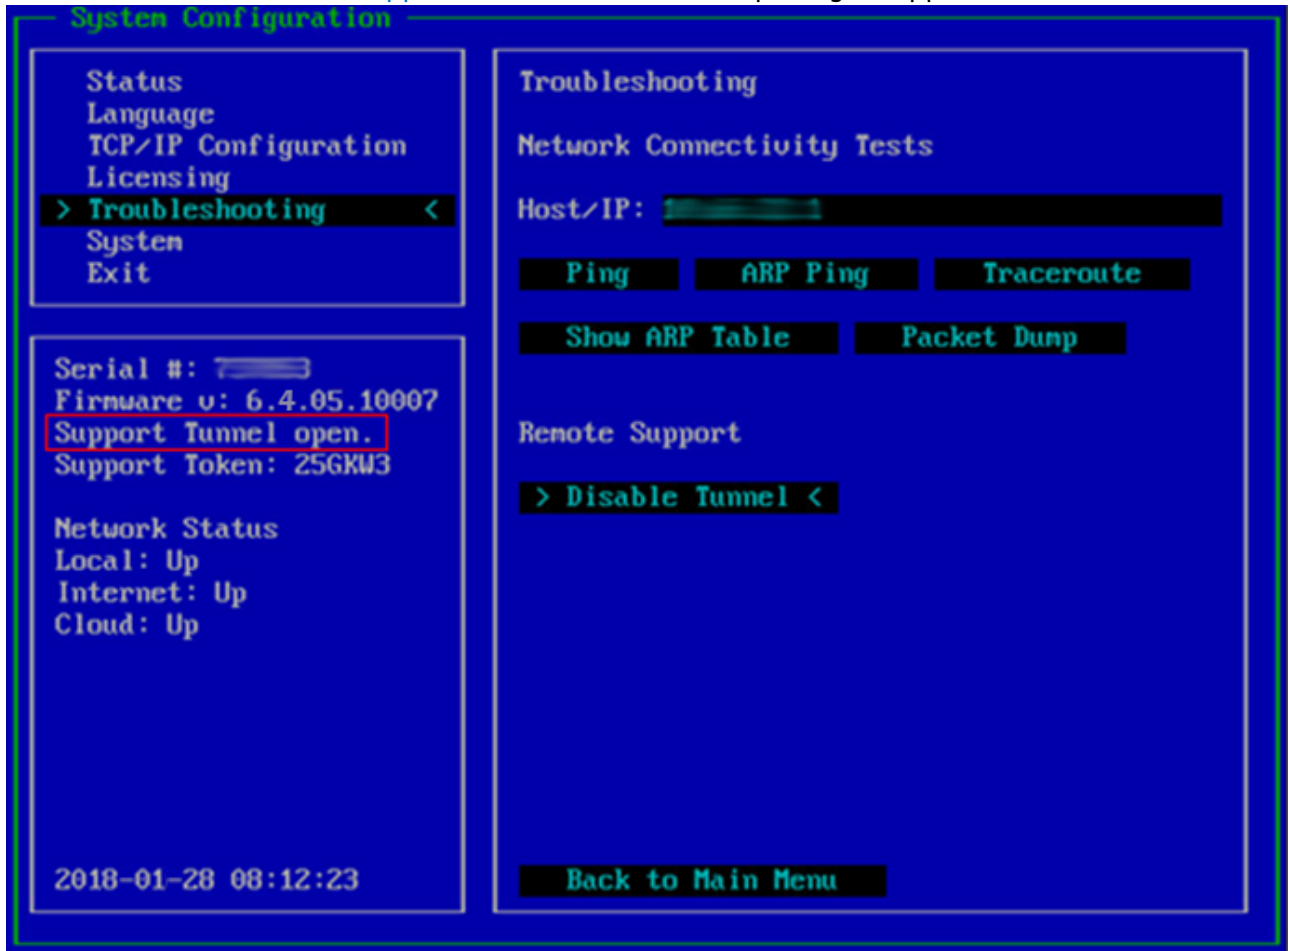 System Configuration
Status
Language
TCP/IP Configuration
Licensing
> Troubleshooting <
System
Exit
Serial #:
Firmware v: 6.4.05.10007
Support Tunnel open.
Support Token: 25GKW3
Network Status
Local: Up
Internet: Up
Cloud: Up
2018-01-28 08:12:23
Troubleshooting
Network Connectivity Tests
Host/IP:
Ping ARP Ping Traceroute
Show ARP Table Packet Dump
Remote Support
> Disable Tunnel <
Back to Main Menu